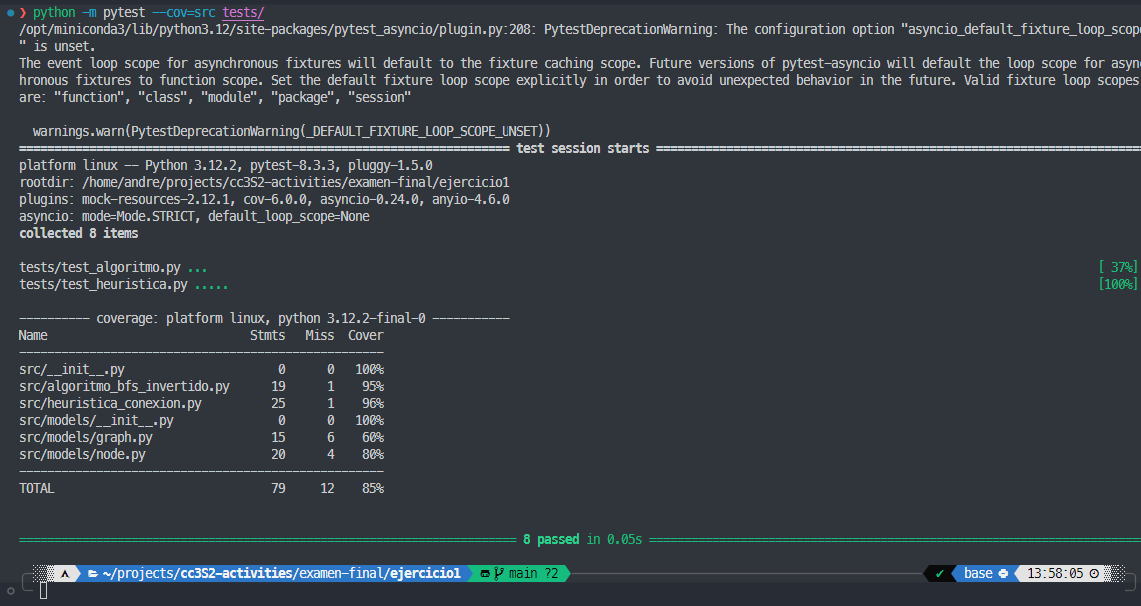 ❯ python -m pytest --cov=src tests/
/opt/miniconda3/lib/python3.12/site-packages/pytest_asyncio/plugin.py:208: PytestDeprecationWarning: The configuration option "asyncio_default_fixture_loop_scope
" is unset.
The event loop scope for asynchronous fixtures will default to the fixture caching scope. Future versions of pytest-asyncio will default the loop scope for async
hronous fixtures to function scope. Set the default fixture loop scope explicitly in order to avoid unexpected behavior in the future. Valid fixture loop scopes
are: "function", "class", "module", "package", "session"
warnings.warn(PytestDeprecationWarning(_DEFAULT_FIXTURE_LOOP_SCOPE_UNSET))
test session starts
platform linux -- Python 3.12.2, pytest-8.3.3, pluggy-1.5.0
rootdir: /home/andre/projects/cc3S2-activities/examen-final/ejercicio1
plugins: mock-resources-2.12.1, cov-6.0.0, asyncio-0.24.0, anyio-4.6.0
asyncio: mode=Mode.STRICT, default_loop_scope=None
collected 8 items
tests/test_algoritmo.py ... [ 37%]
tests/test_heuristica.py ..... [100%]
---------- coverage: platform linux, python 3.12.2-final-0 -----------
Name Stmts Miss Cover
src/__init__.py 0 0 100%
src/algoritmo_bfs_invertido.py 19 1 95%
src/heuristica_conexion.py 25 1 96%
src/models/__init__.py 0 0 100%
src/models/graph.py 15 6 60%
src/models/node.py 20 4 80%
TOTAL 79 12 85%
8 passed in 0.05s
~/projects/cc3S2-activities/examen-final/ejercicio1 main ?2 ✔ base 13:58:05